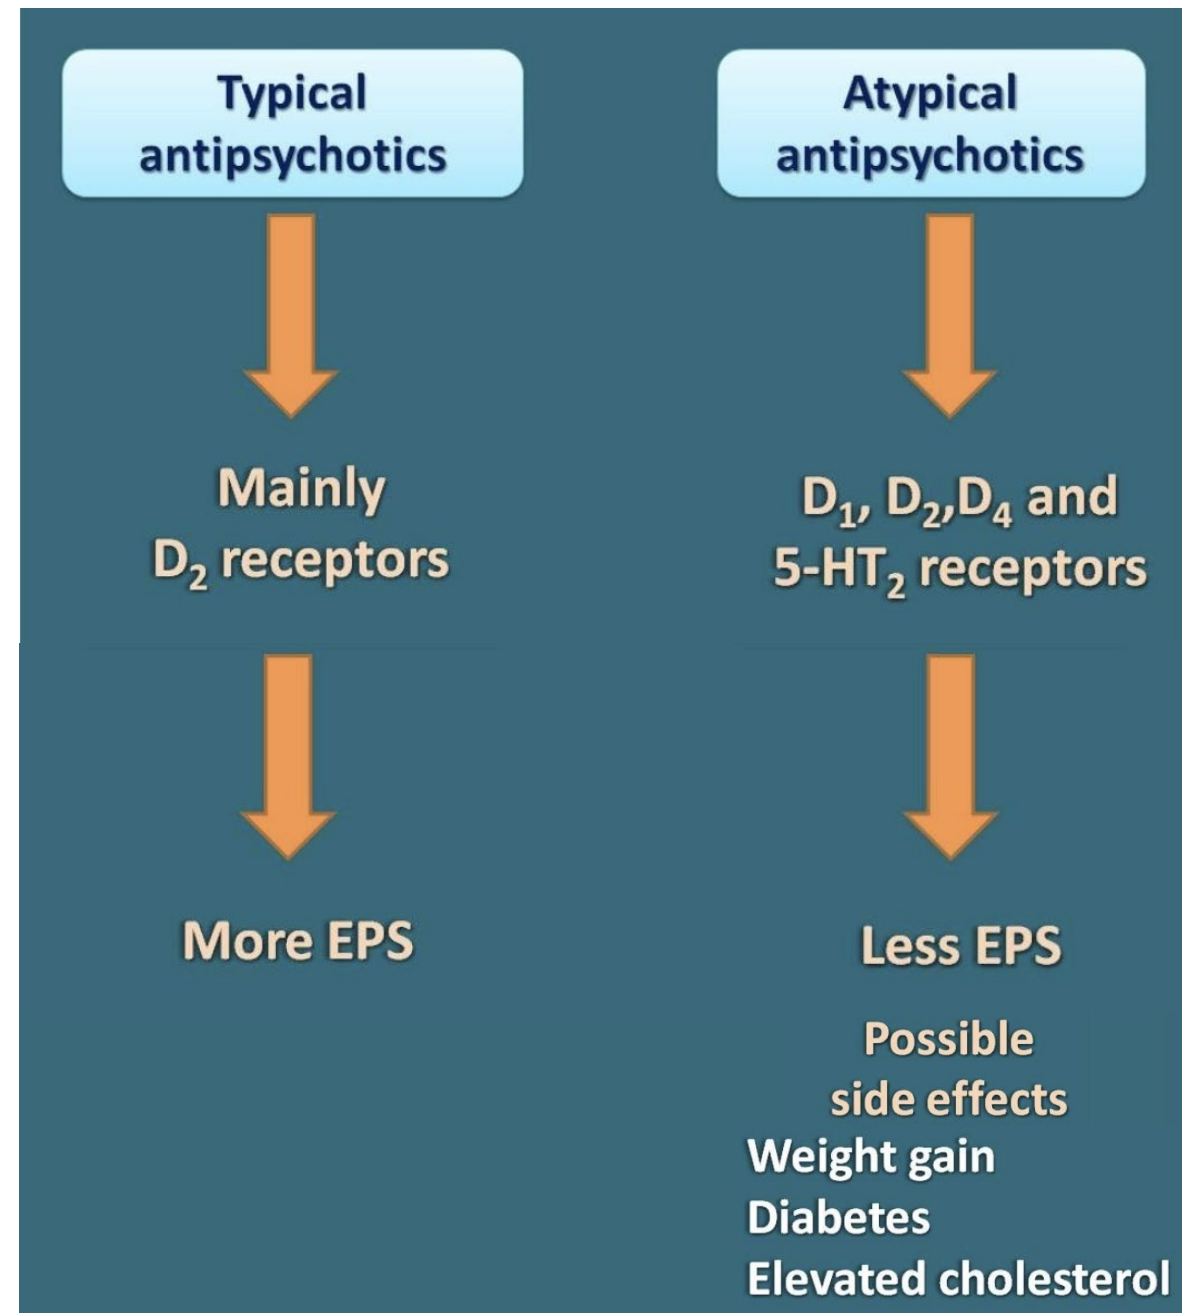 Typical
antipsychotics
Mainly
D₂ receptors
More EPS
Atypical
antipsychotics
D₁, D₂,D₄ and
5-HT₂ receptors
Less EPS
Possible
side effects
Weight gain
Diabetes
Elevated cholesterol